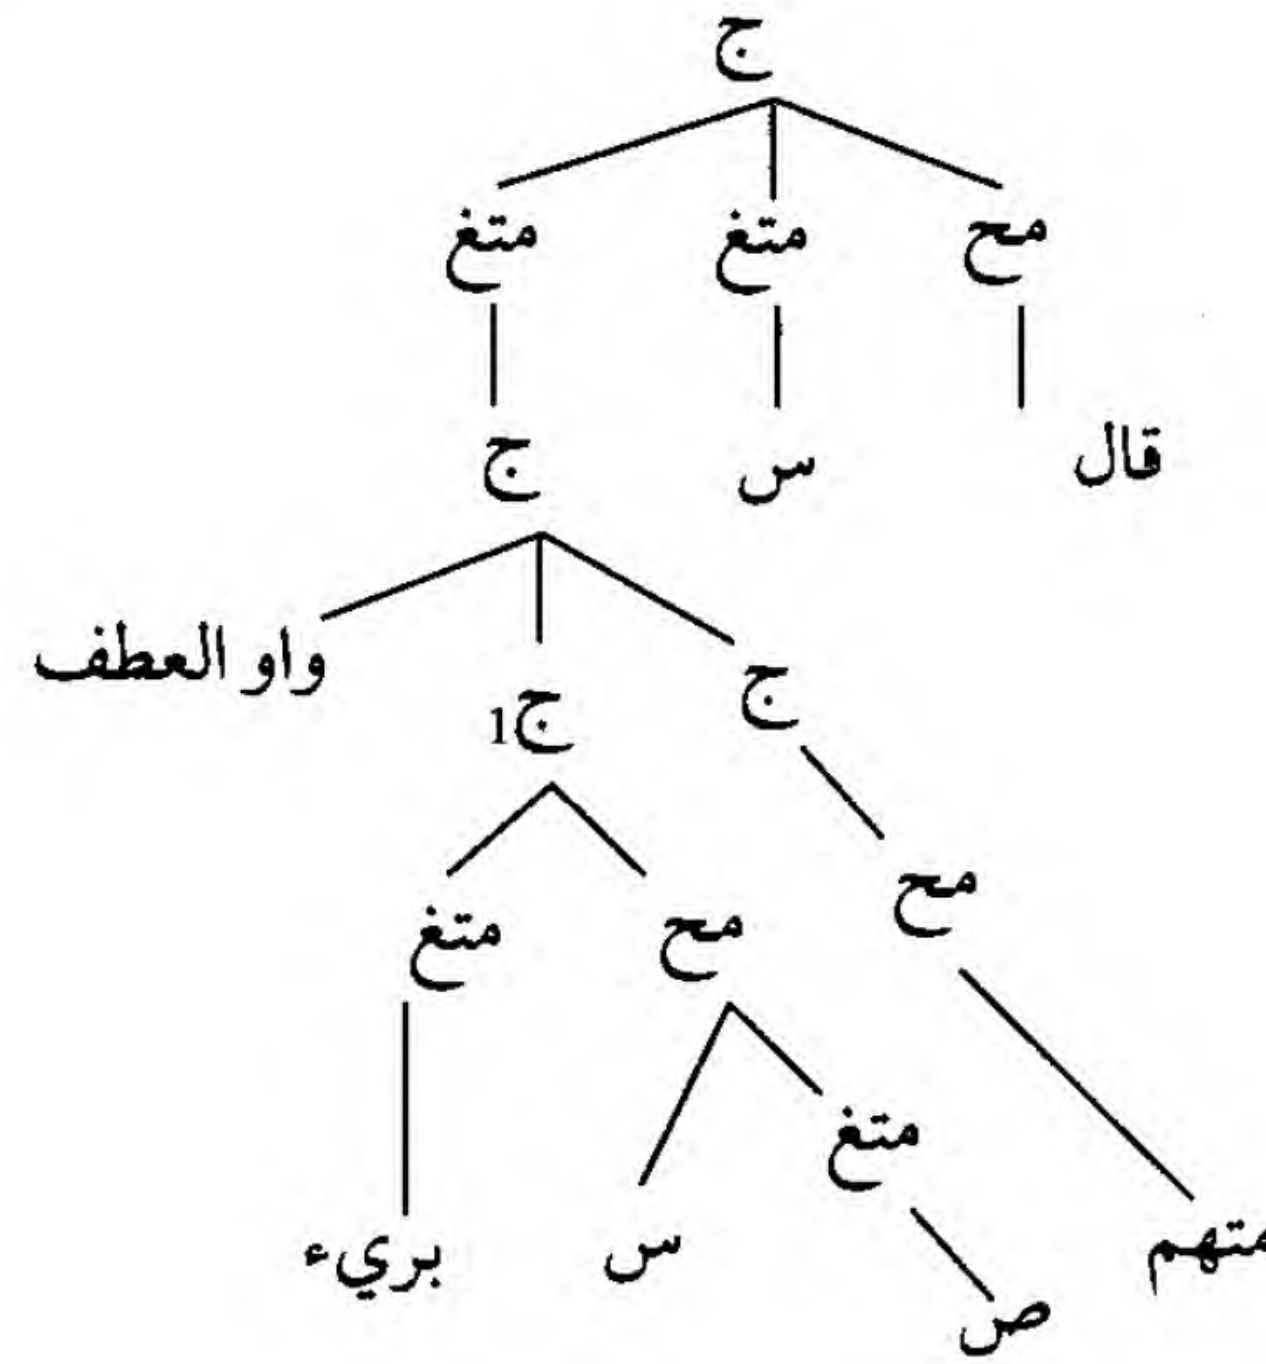 ج
مح متغ متغ
قال س ج
ج ج1 واو العطف
مح
مح متغ
متغ
متهم س بريء
ص